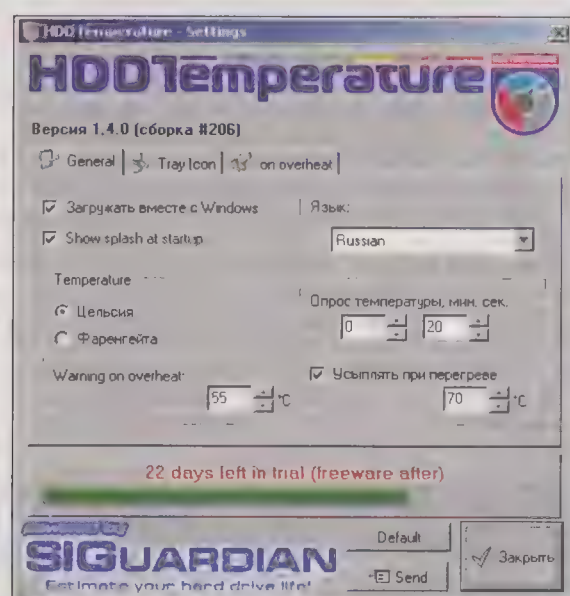 HDD Temperature - Settings
HDDTemperature
Версия 1.4.0 (сборка #206)
General Tray Icon on overheat
Загружать вместе с Windows
Язык:
Show splash at startup
Russian
Temperature
Цельсия
Фаренгейта
Опрос температуры, мин. сек.
0 20
Warning on overheat:
55 °C
Усыплять при перегреве
70 °C
22 days left in trial (freeware after)
powered by
SIGUARDIAN
Estimate your hard drive life!
Default
Send
Закрыть